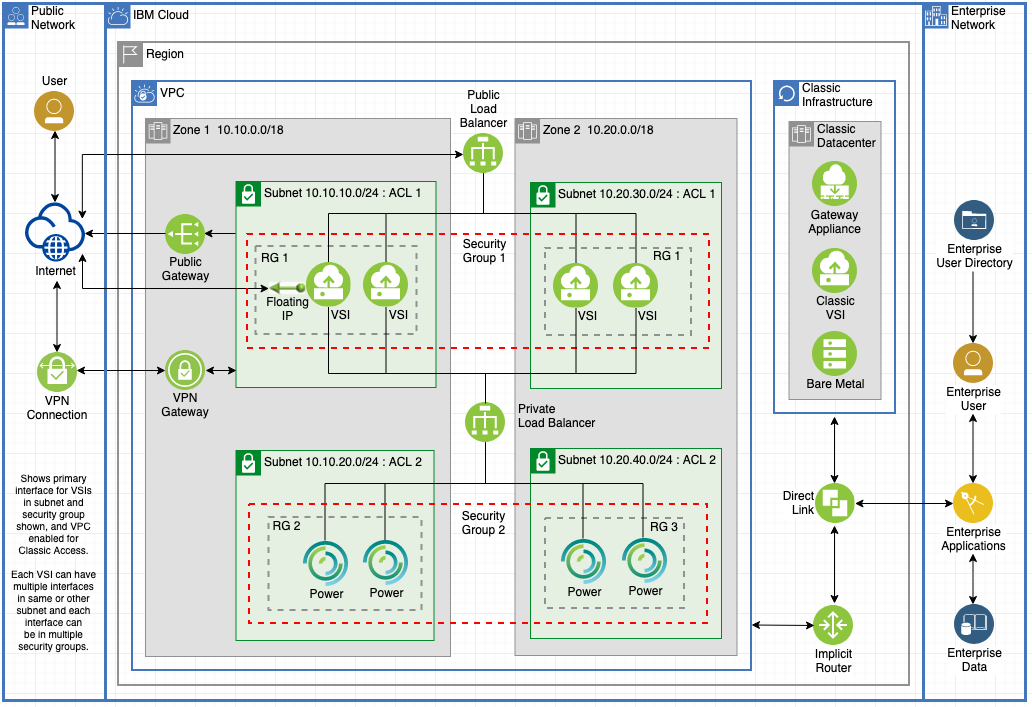 Public
Network
IBM Cloud
Enterprise
Network
Region
User
VPC
Classic
Infrastructure
Public
Load
Balancer
Zone 1  10.10.0.0/18
Zone 2  10.20.0.0/18
Classic
Datacenter
Subnet 10.10.10.0/24 : ACL 1
Subnet 10.20.30.0/24 : ACL 1
Gateway
Appliance
Internet
Public
Gateway
Security
Group 1
RG 1
RG 1
Enterprise
User Directory
Floating
IP
VSI
VSI
VSI
VSI
Classic
VSI
Bare Metal
VPN
Connection
VPN
Gateway
Enterprise
User
Private
Load Balancer
Subnet 10.10.20.0/24 : ACL 2
Subnet 10.20.40.0/24 : ACL 2
Shows primary
interface for VSIs
in subnet and
security group
shown, and VPC
enabled for
Classic Access.
Each VSI can have
multiple interfaces
in same or other
subnet and each
interface can
be in multiple
security groups.
Security
Group 2
RG 2
RG 3
Direct
Link
Enterprise
Applications
Power
Power
Power
Power
Implicit
Router
Enterprise
Data